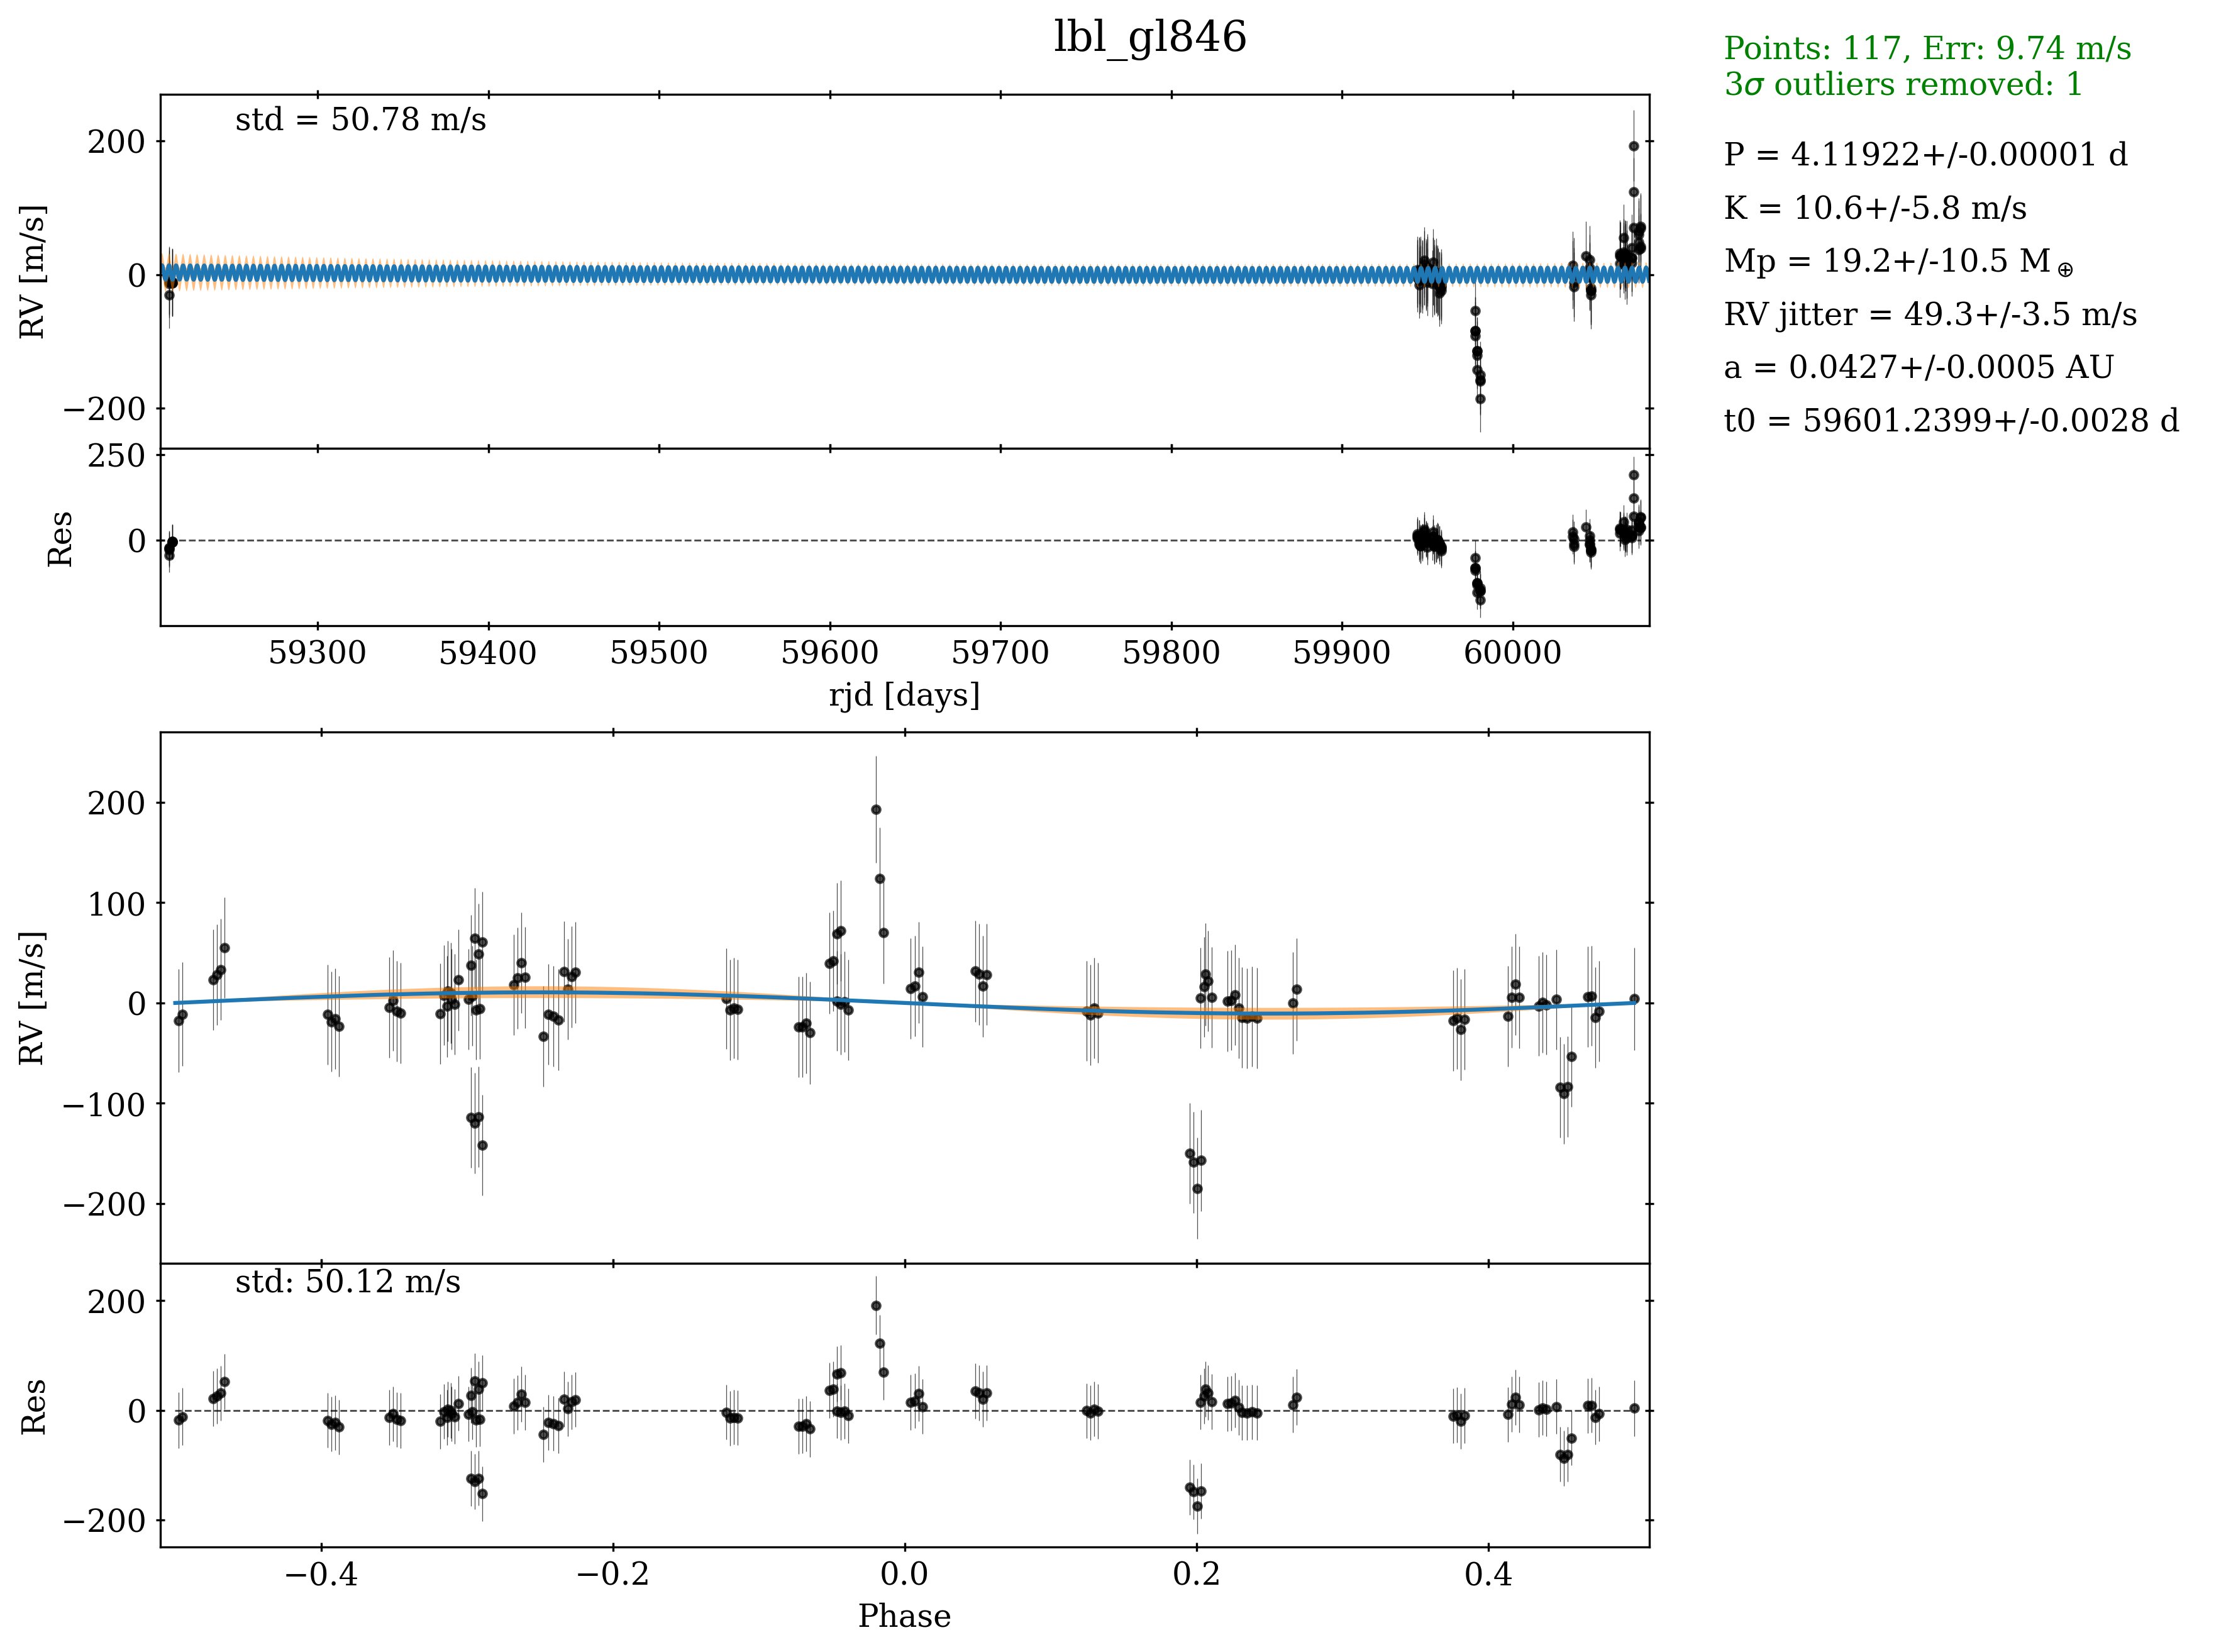 lbl_gl846
Points: 117, Err: 9.74 m/s
3σ outliers removed: 1
P = 4.11922+/-0.00001 d
K = 10.6+/-5.8 m/s
Mp = 19.2+/-10.5 M⊕
RV jitter = 49.3+/-3.5 m/s
a = 0.0427+/-0.0005 AU
t0 = 59601.2399+/-0.0028 d
std = 50.78 m/s
200
0
−200
RV [m/s]
250
0
Res
59300 59400 59500 59600 59700 59800 59900 60000
rjd [days]
200
100
0
−100
−200
RV [m/s]
std: 50.12 m/s
200
0
−200
Res
−0.4 −0.2 0.0 0.2 0.4
Phase